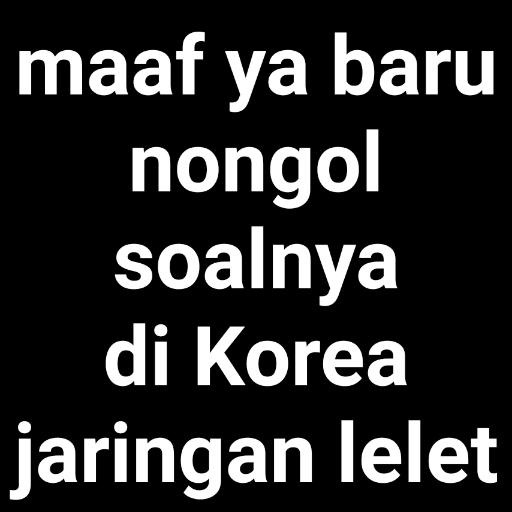 maaf ya baru
nongol
soalnya
di Korea
jaringan lelet